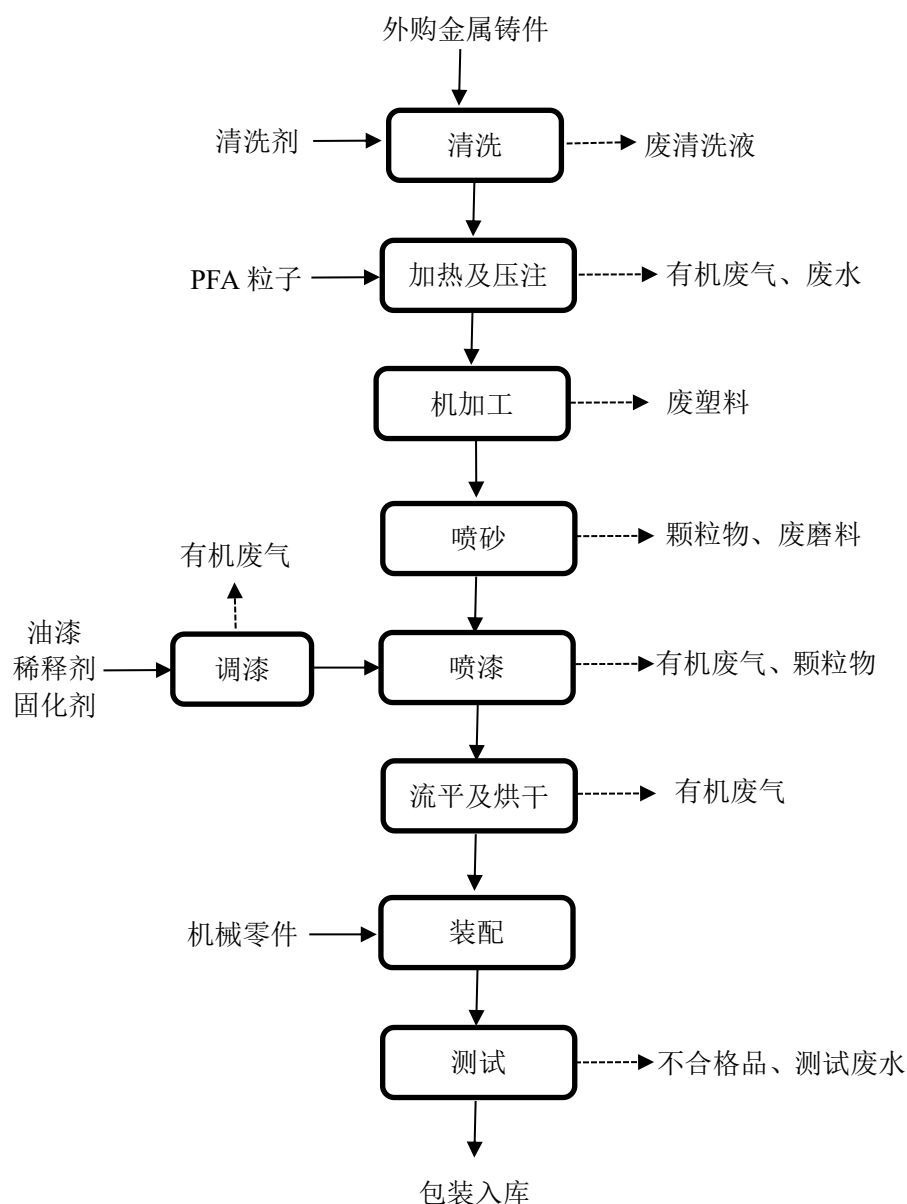 外购金属铸件
清洗剂
清洗
废清洗液
PFA 粒子
加热及压注
有机废气、废水
机加工
废塑料
喷砂
颗粒物、废磨料
有机废气
油漆
稀释剂
固化剂
调漆
喷漆
有机废气、颗粒物
流平及烘干
有机废气
机械零件
装配
测试
不合格品、测试废水
包装入库